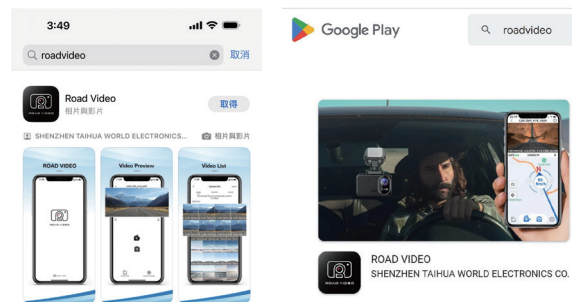 3:49
roadvideo
取消
Road Video
相片與影片
取得
SHENZHEN TAIHUA WORLD ELECTRONICS...
相片與影片
ROAD VIDEO
Video Preview
Video List
Google Play
roadvideo
ROAD VIDEO
SHENZHEN TAIHUA WORLD ELECTRONICS CO.